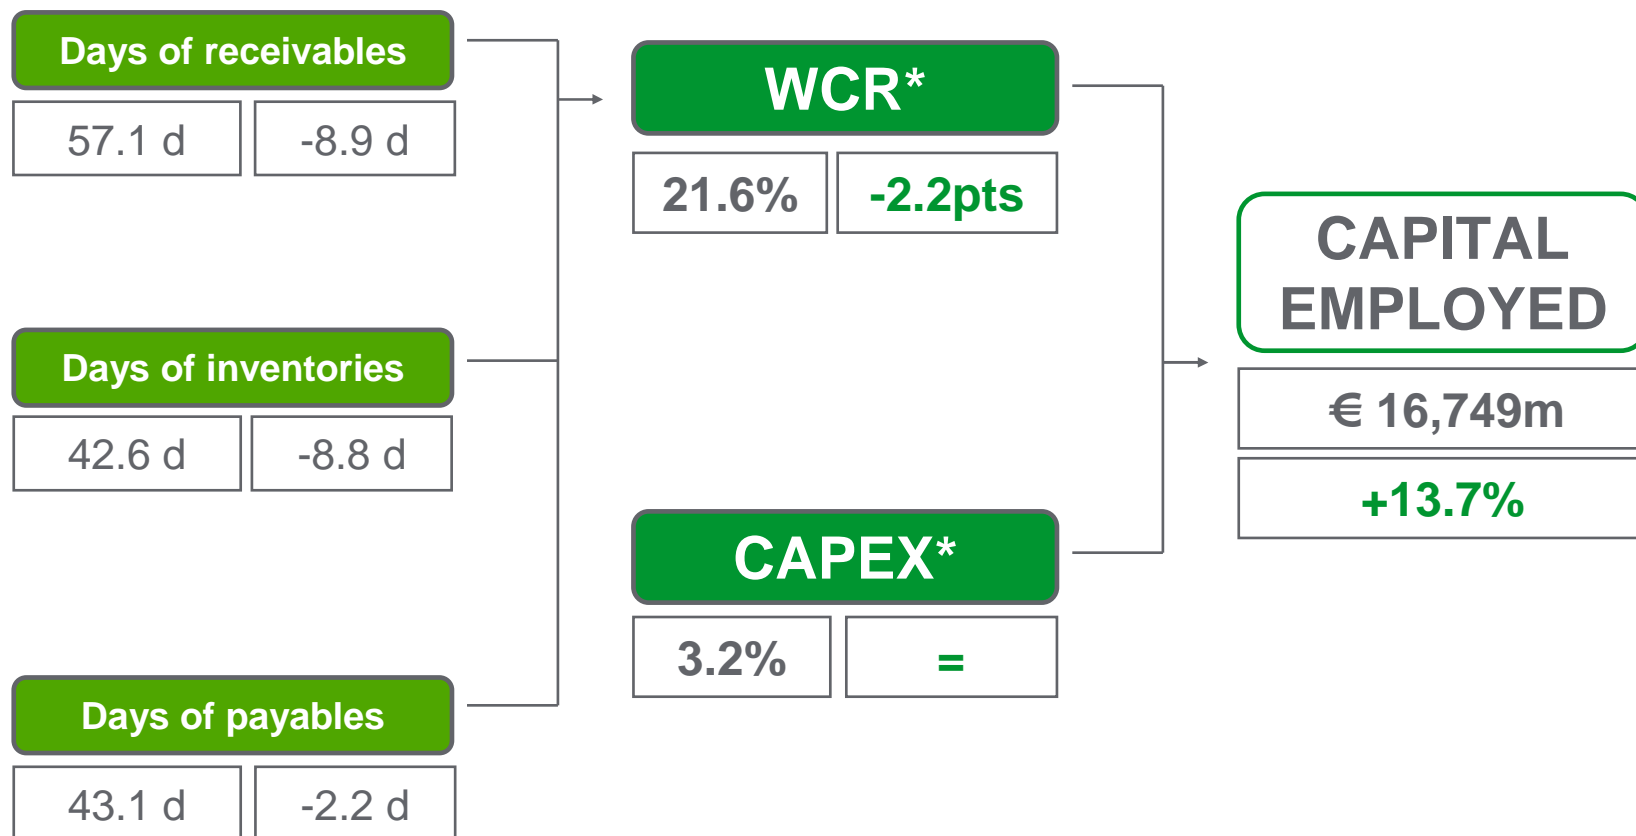 Days of receivables
57.1 d
-8.9 d
Days of inventories
42.6 d
-8.8 d
Days of payables
43.1 d
-2.2 d
WCR*
21.6%
-2.2pts
CAPEX*
3.2%
=
CAPITAL
EMPLOYED
€ 16,749m
+13.7%